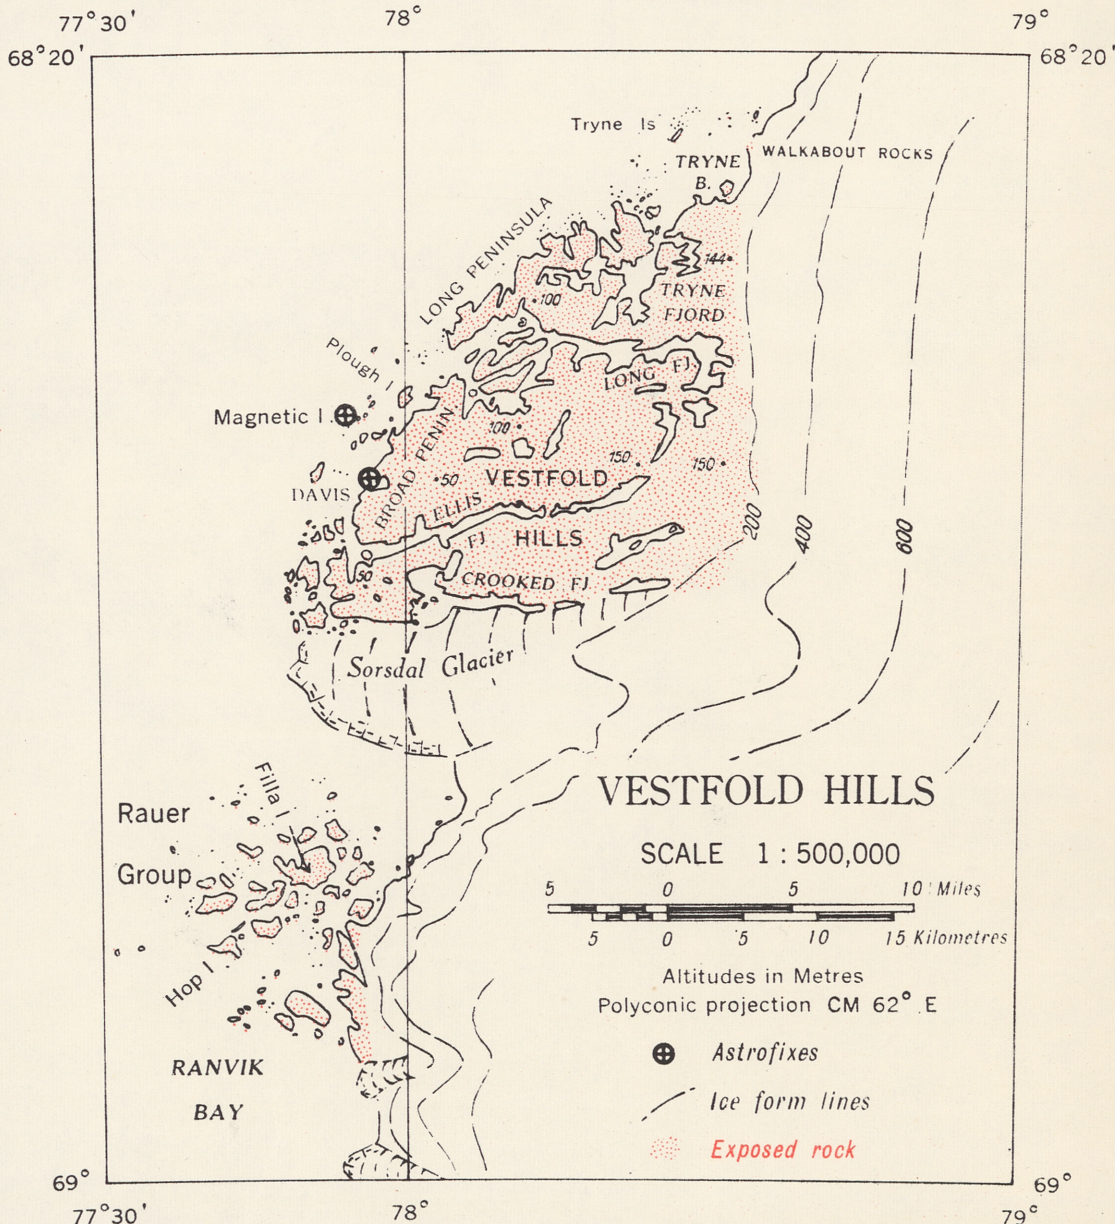 77°30' 78° 79°
68°20' 68°20'
Tryne Is
WALKABOUT ROCKS
TRYNE
B.
LONG PENINSULA
144
TRYNE
FJORD
100
Plough I
LONG FJ.
Magnetic I.
BROAD PENIN
100
150 150
50 VESTFOLD
DAVIS
ELLIS
FJ HILLS
200 400 600
50
CROOKED FJ
Sorsdal Glacier
VESTFOLD HILLS
Filla I
Rauer
Group
Hop I
SCALE 1 : 500,000
5 0 5 10 Miles
5 0 5 10 15 Kilometres
Altitudes in Metres
Polyconic projection CM 62° E
Astrofixes
RANVIK
BAY
Ice form lines
Exposed rock
69° 69°
77°30' 78° 79°